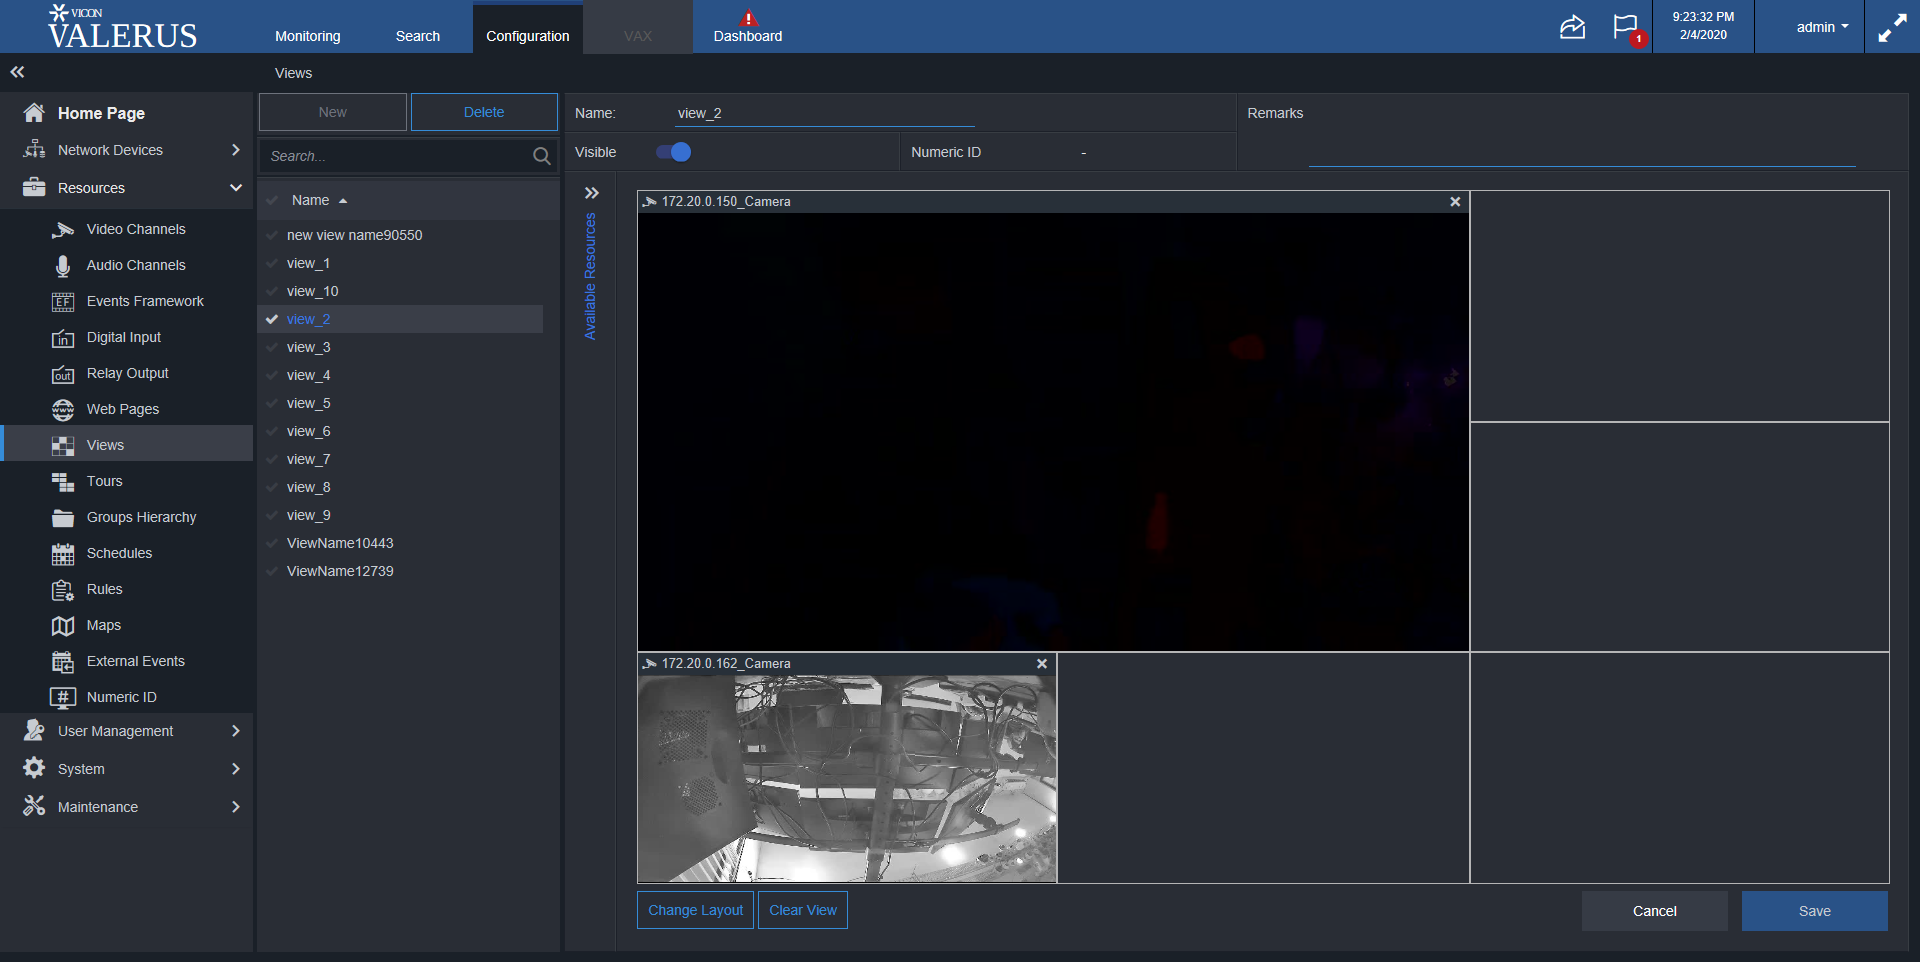 VICON
VALERUS
Monitoring
Search
Configuration
VAX
Dashboard
1
9:23:32 PM
2/4/2020
admin
Views
Home Page
Network Devices
Resources
Video Channels
Audio Channels
EF
Events Framework
in
Digital Input
out
Relay Output
www
Web Pages
Views
Tours
Groups Hierarchy
Schedules
Rules
Maps
External Events
#
Numeric ID
User Management
System
Maintenance
New
Delete
Search...
Name
new view name90550
view_1
view_10
view_2
view_3
view_4
view_5
view_6
view_7
view_8
view_9
ViewName10443
ViewName12739
Name:
view_2
Remarks
Visible
Numeric ID
-
Available Resources
172.20.0.150_Camera
172.20.0.162_Camera
Change Layout
Clear View
Cancel
Save